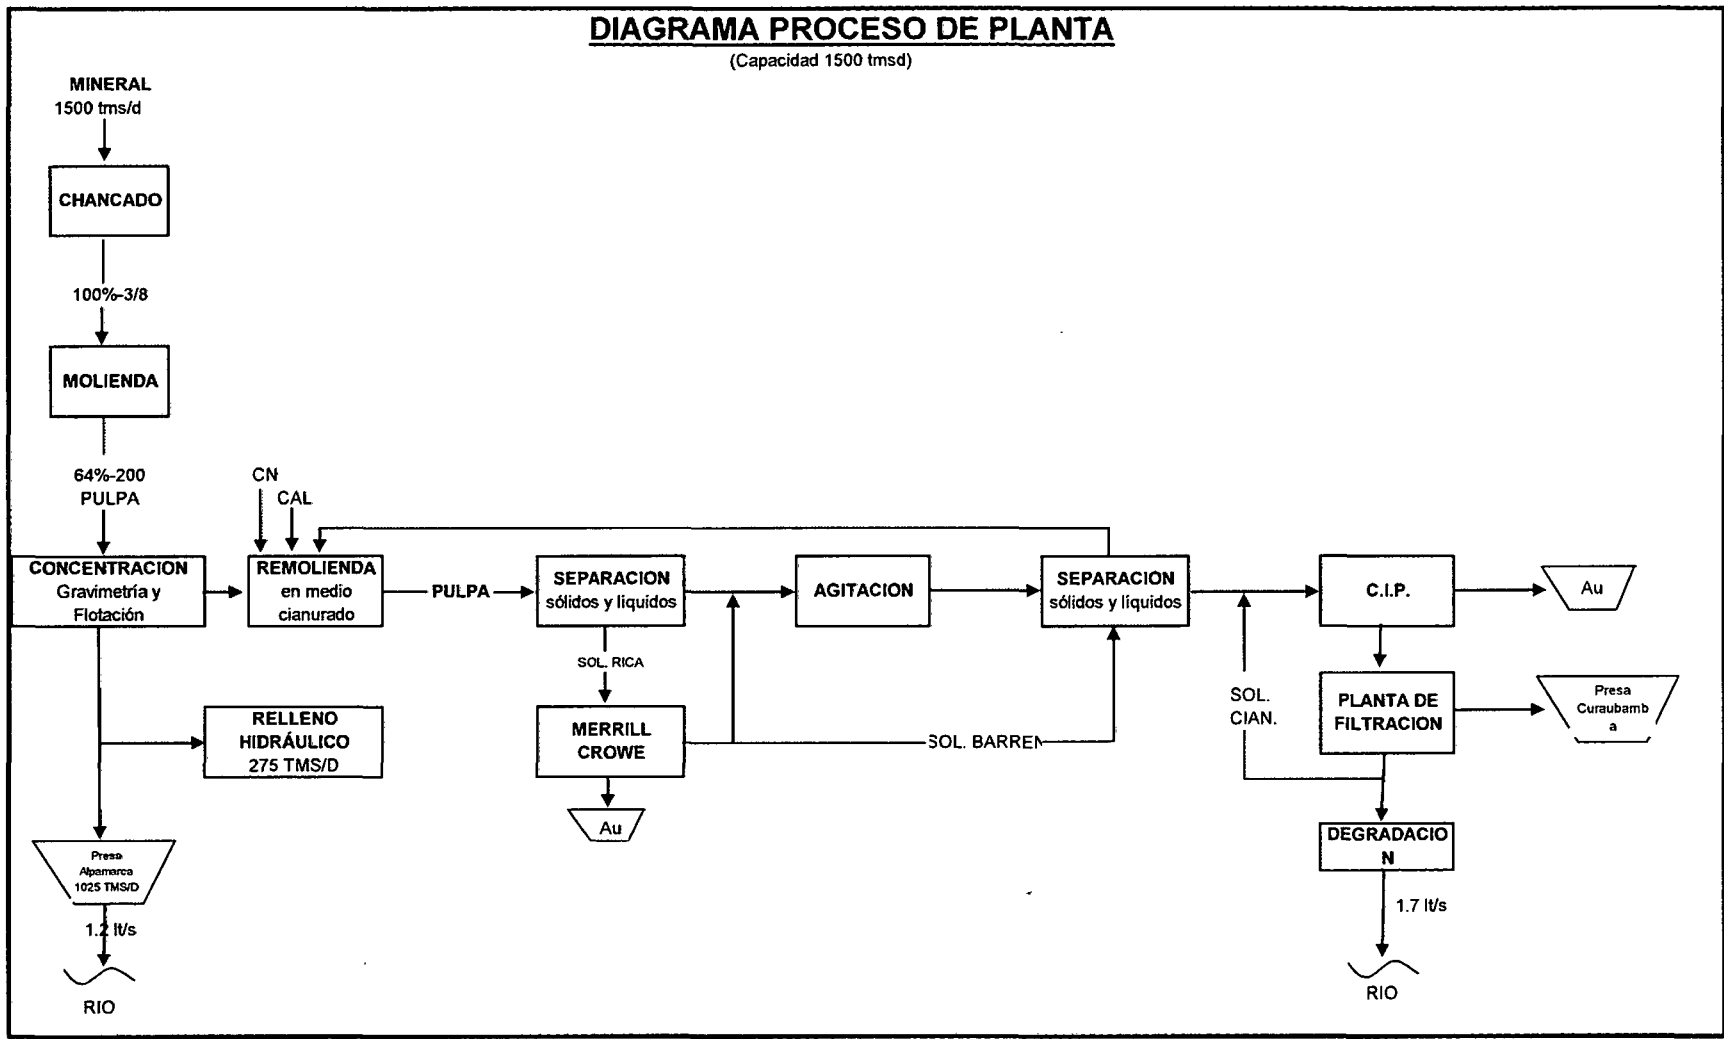 DIAGRAMA PROCESO DE PLANTA
(Capacidad 1500 tmsd)
MINERAL
1500 tms/d
CHANCADO
100%-3/8
MOLIENDA
64%-200
PULPA
CN
CAL
CONCENTRACION
Gravimetría y
Flotación
REMOLIENDA
en medio
cianurado
PULPA
SEPARACION
sólidos y liquidos
AGITACION
SEPARACION
sólidos y líquidos
C.I.P.
Au
SOL. RICA
RELLENO
HIDRÁULICO
275 TMS/D
MERRILL
CROWE
SOL. BARREN
SOL.
CIAN.
PLANTA DE
FILTRACION
Presa
Curaubamb
a
Au
Presa
Alpamarca
1025 TMS/D
DEGRADACIO
N
1.2 lt/s
1.7 lt/s
RIO
RIO